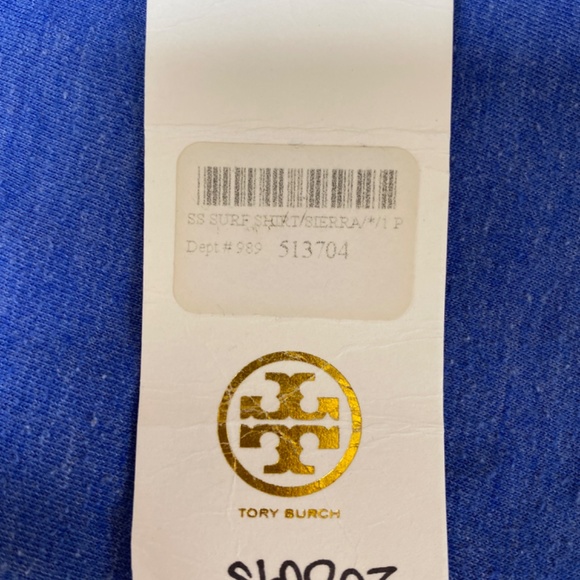 SS SURF SHIRT/SIERRA/*/1 P
Dept # 989 513704
TORY BURCH